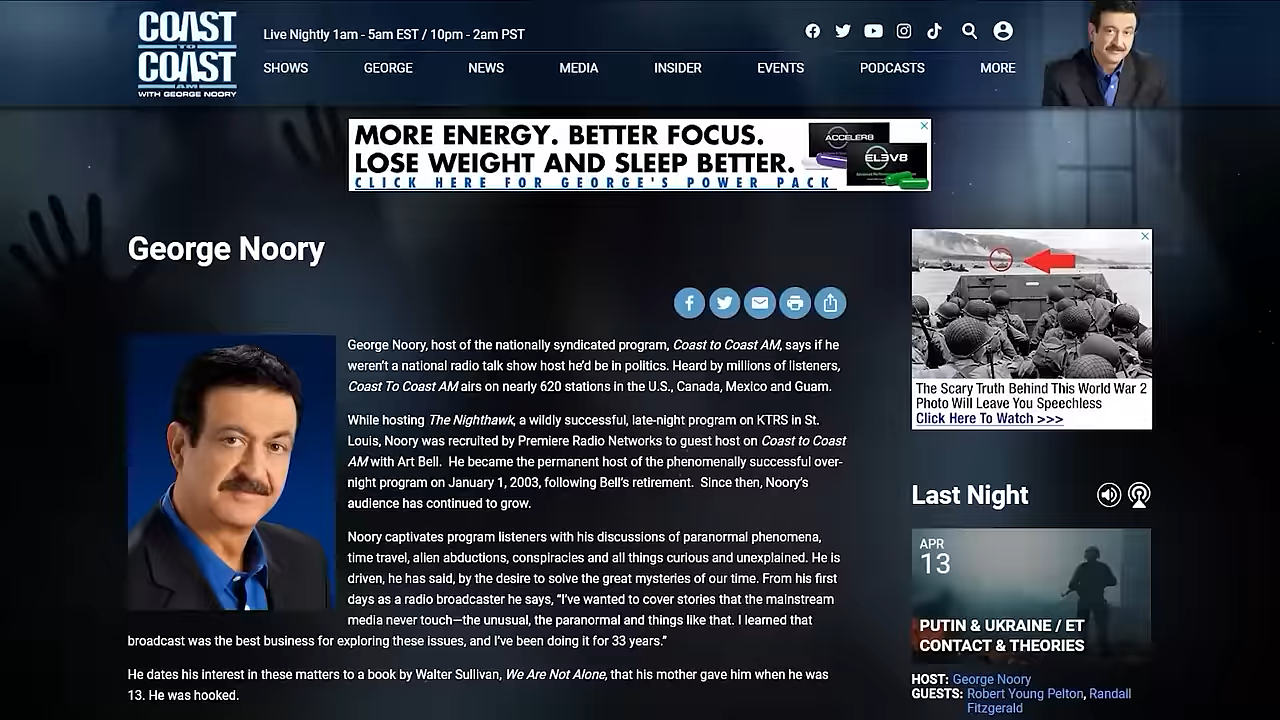 COAST
TO
COAST
AM
WITH GEORGE NOORY
Live Nightly 1am - 5am EST / 10pm - 2am PST
SHOWS GEORGE NEWS MEDIA INSIDER EVENTS PODCASTS MORE
MORE ENERGY. BETTER FOCUS.
LOSE WEIGHT AND SLEEP BETTER.
CLICK HERE FOR GEORGE'S POWER PACK
ACCELER8
ELEV8
George Noory
George Noory, host of the nationally syndicated program, Coast to Coast AM, says if he
weren't a national radio talk show host he'd be in politics. Heard by millions of listeners,
Coast To Coast AM airs on nearly 620 stations in the U.S., Canada, Mexico and Guam.
While hosting The Nighthawk, a wildly successful, late-night program on KTRS in St.
Louis, Noory was recruited by Premiere Radio Networks to guest host on Coast to Coast
AM with Art Bell.  He became the permanent host of the phenomenally successful over-
night program on January 1, 2003, following Bell's retirement.  Since then, Noory's
audience has continued to grow.
Noory captivates program listeners with his discussions of paranormal phenomena,
time travel, alien abductions, conspiracies and all things curious and unexplained. He is
driven, he has said, by the desire to solve the great mysteries of our time. From his first
days as a radio broadcaster he says, “I've wanted to cover stories that the mainstream
media never touch—the unusual, the paranormal and things like that. I learned that
broadcast was the best business for exploring these issues, and I've been doing it for 33 years.”
He dates his interest in these matters to a book by Walter Sullivan, We Are Not Alone, that his mother gave him when he was
13. He was hooked.
The Scary Truth Behind This World War 2
Photo Will Leave You Speechless
Click Here To Watch >>>
Last Night
APR
13
PUTIN & UKRAINE / ET
CONTACT & THEORIES
HOST: George Noory
GUESTS: Robert Young Pelton, Randall
Fitzgerald